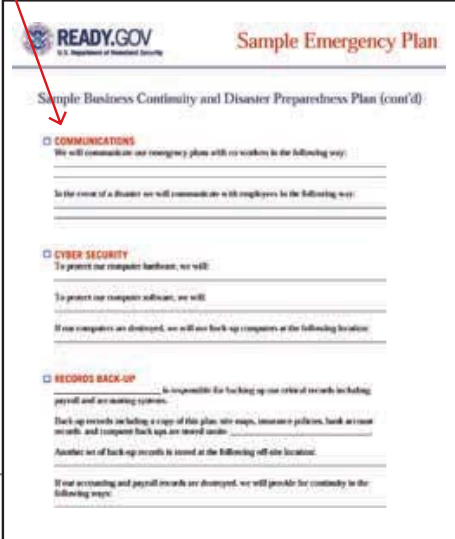 READY.GOV
U.S. Department of Homeland Security
Sample Emergency Plan
Sample Business Continuity and Disaster Preparedness Plan (cont'd)
COMMUNICATIONS
We will communicate our emergency plans with co-workers in the following way:
In the event of a disaster we will communicate with employees in the following way:
CYBER SECURITY
To protect our computer hardware, we will:
To protect our computer software, we will:
If our computers are destroyed, we will use back-up computers at the following location:
RECORDS BACK-UP
is responsible for backing up our critical records including
payroll and accounting systems.
Back-up records including a copy of this plan, site maps, insurance policies, bank account
records and computer back ups are stored onsite
Another set of back-up records is stored at the following off-site location:
If our accounting and payroll records are destroyed, we will provide for continuity in the
following ways: